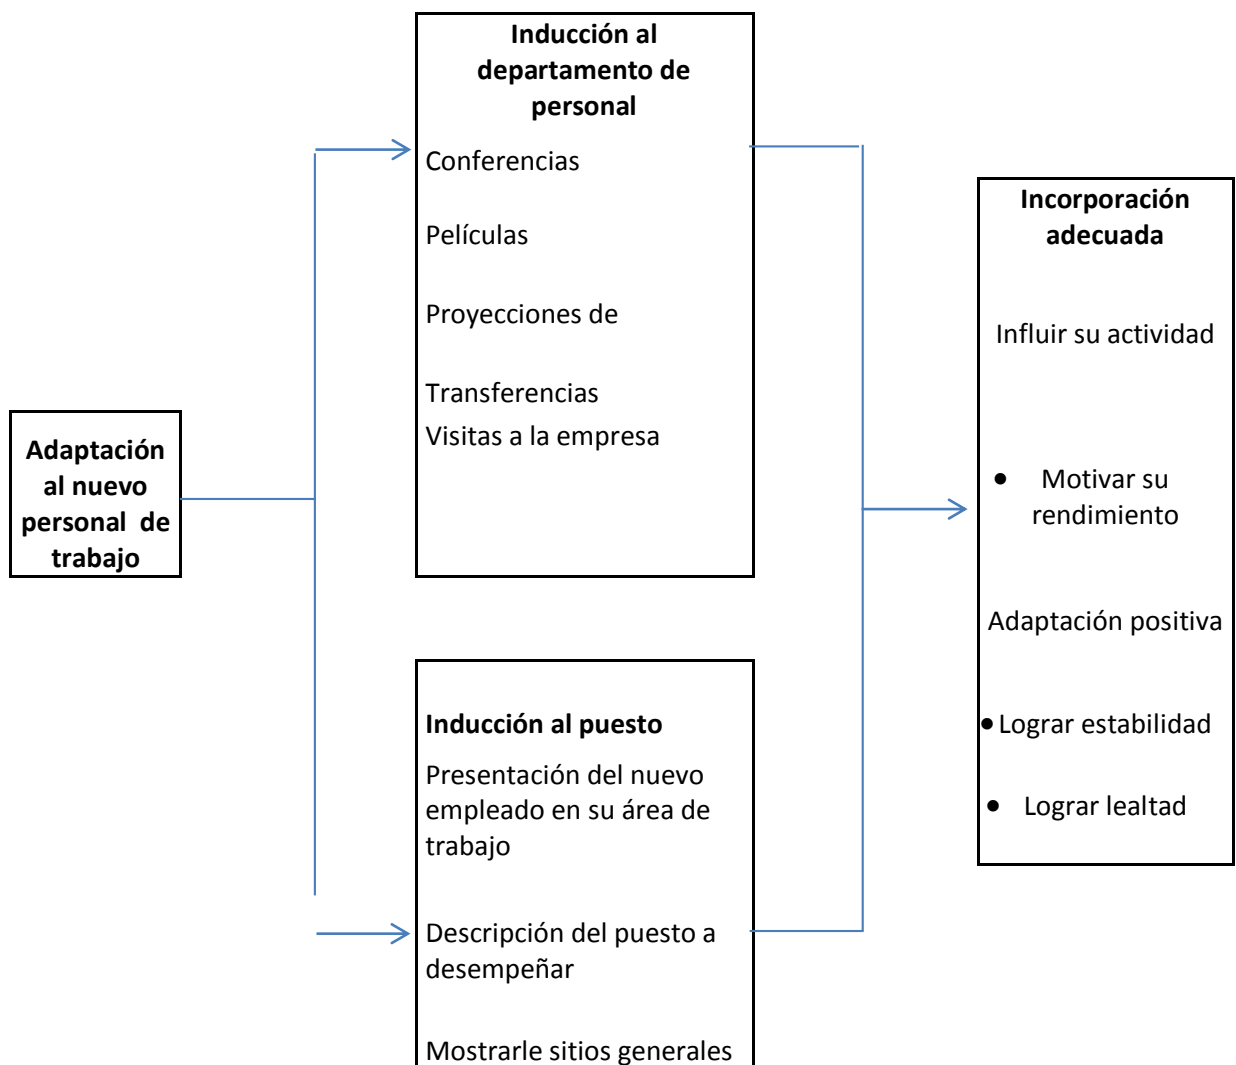 Adaptación
al nuevo
personal de
trabajo
Inducción al
departamento de
personal
Conferencias
Películas
Proyecciones de
Transferencias
Visitas a la empresa
Inducción al puesto
Presentación del nuevo
empleado en su área de
trabajo
Descripción del puesto a
desempeñar
Mostrarle sitios generales
Incorporación
adecuada
Influir su actividad
• Motivar su
rendimiento
Adaptación positiva
• Lograr estabilidad
• Lograr lealtad